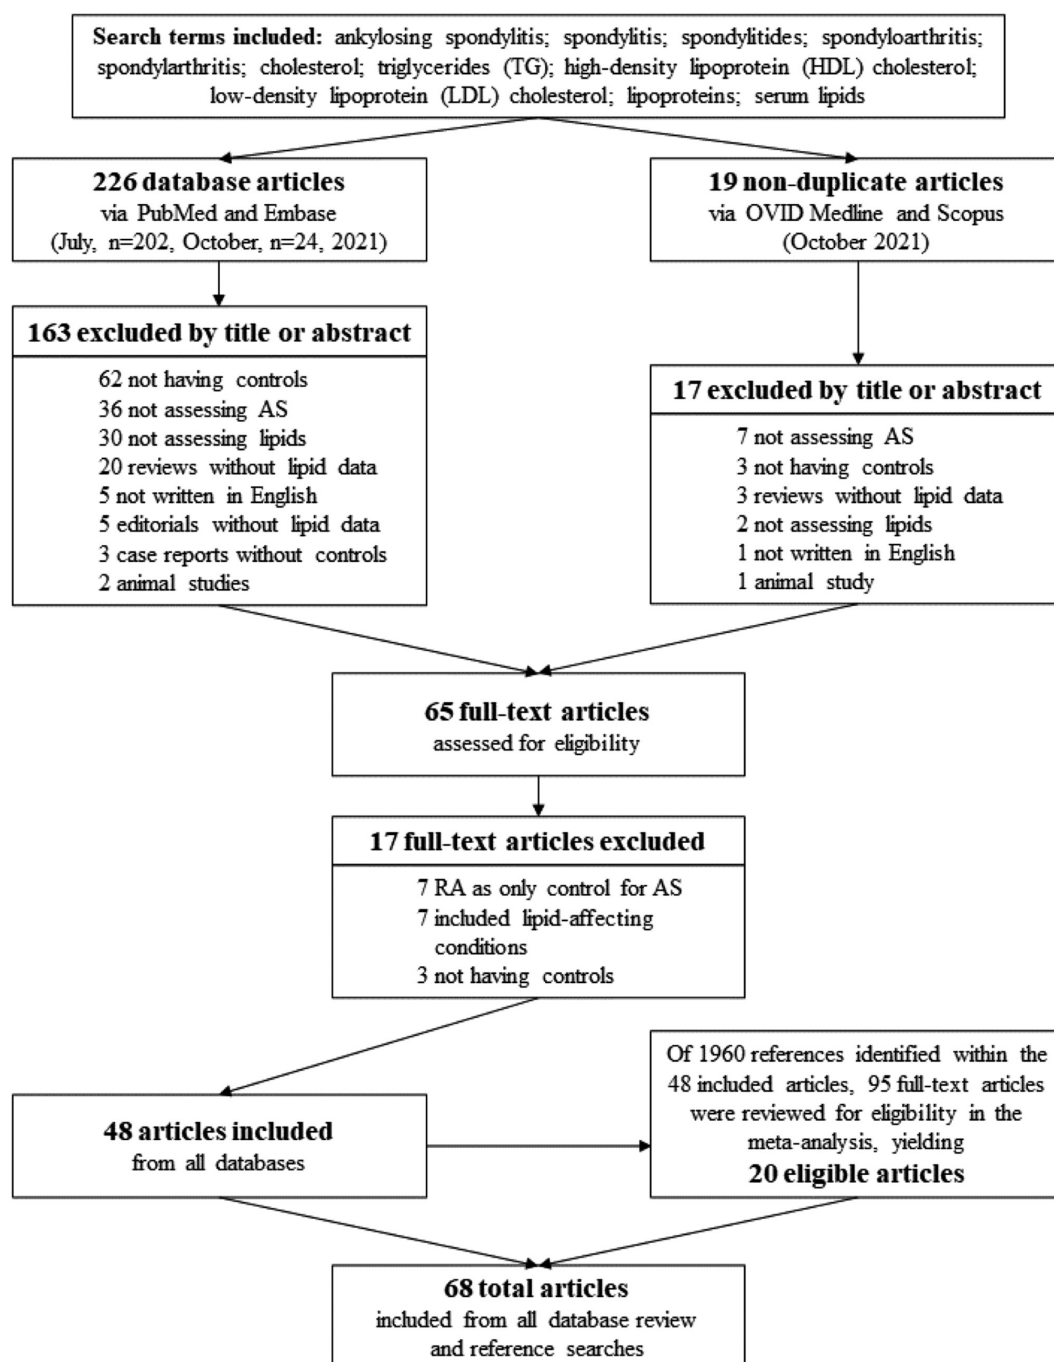 Search terms included: ankylosing spondylitis; spondylitis; spondylitides; spondyloarthritis;
spondylarthritis; cholesterol; triglycerides (TG); high-density lipoprotein (HDL) cholesterol;
low-density lipoprotein (LDL) cholesterol; lipoproteins; serum lipids
226 database articles
via PubMed and Embase
(July, n=202, October, n=24, 2021)
19 non-duplicate articles
via OVID Medline and Scopus
(October 2021)
163 excluded by title or abstract
62 not having controls
36 not assessing AS
30 not assessing lipids
20 reviews without lipid data
5 not written in English
5 editorials without lipid data
3 case reports without controls
2 animal studies
17 excluded by title or abstract
7 not assessing AS
3 not having controls
3 reviews without lipid data
2 not assessing lipids
1 not written in English
1 animal study
65 full-text articles
assessed for eligibility
17 full-text articles excluded
7 RA as only control for AS
7 included lipid-affecting
conditions
3 not having controls
48 articles included
from all databases
Of 1960 references identified within the
48 included articles, 95 full-text articles
were reviewed for eligibility in the
meta-analysis, yielding
20 eligible articles
68 total articles
included from all database review
and reference searches